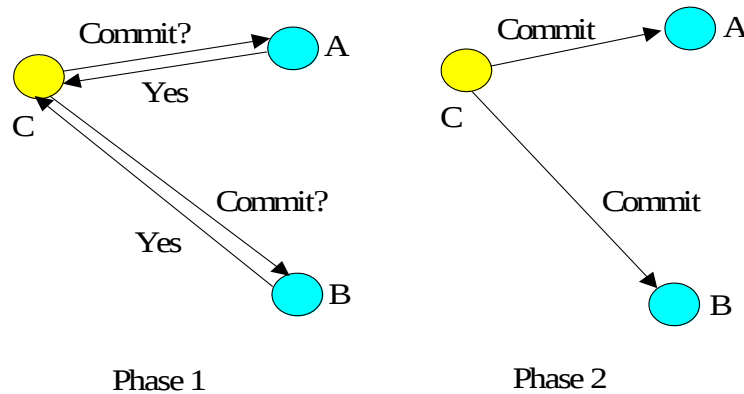 Commit?
A
Yes
C
Commit?
Yes
B
Phase 1
Commit
A
C
Commit
B
Phase 2